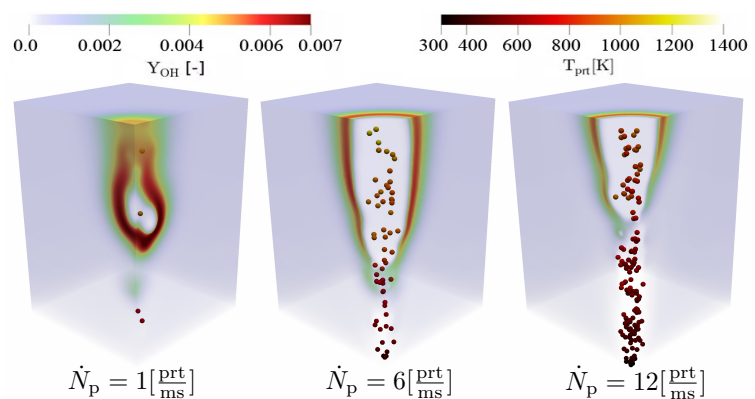 0.0 0.002 0.004 0.006 0.007
Y_OH [-]
300 400 600 800 1000 1200 1400
T_prt[K]
Ṅ_p = 1[prt/ms]
Ṅ_p = 6[prt/ms]
Ṅ_p = 12[prt/ms]